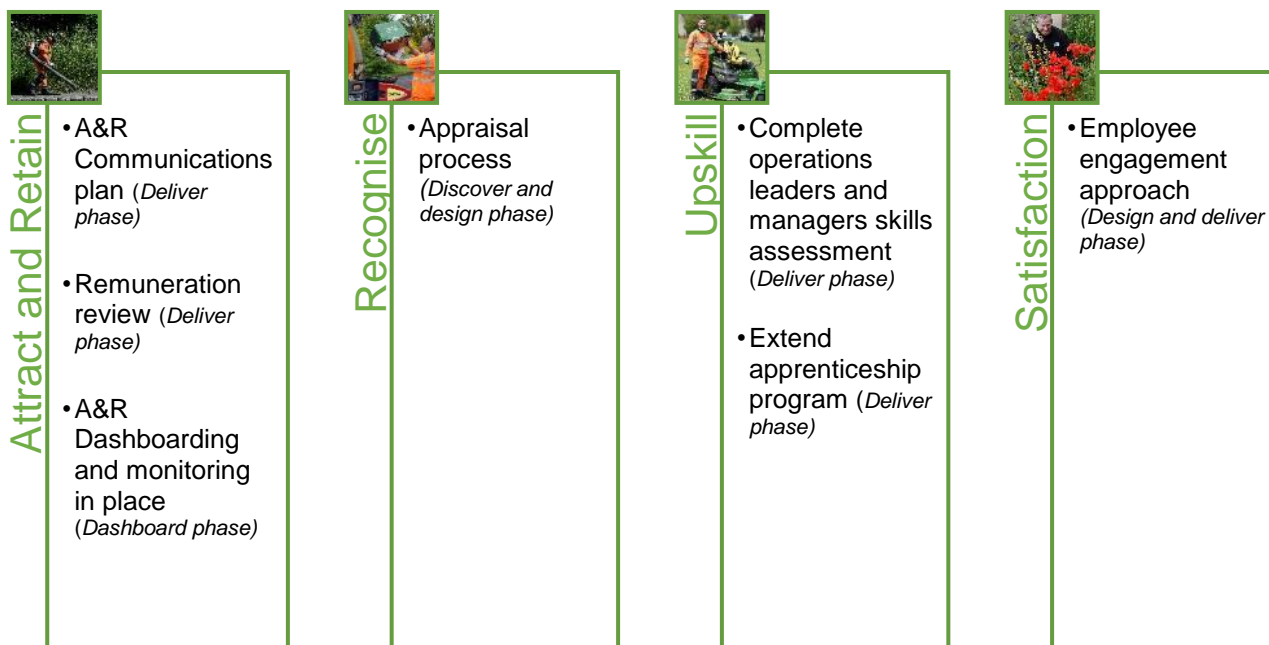 Attract and Retain
•A&R
Communications
plan (Deliver
phase)
•Remuneration
review (Deliver
phase)
•A&R
Dashboarding
and monitoring
in place
(Dashboard phase)
Recognise
•Appraisal
process
(Discover and
design phase)
Upskill
•Complete
operations
leaders and
managers skills
assessment
(Deliver phase)
•Extend
apprenticeship
program (Deliver
phase)
Satisfaction
•Employee
engagement
approach
(Design and deliver
phase)